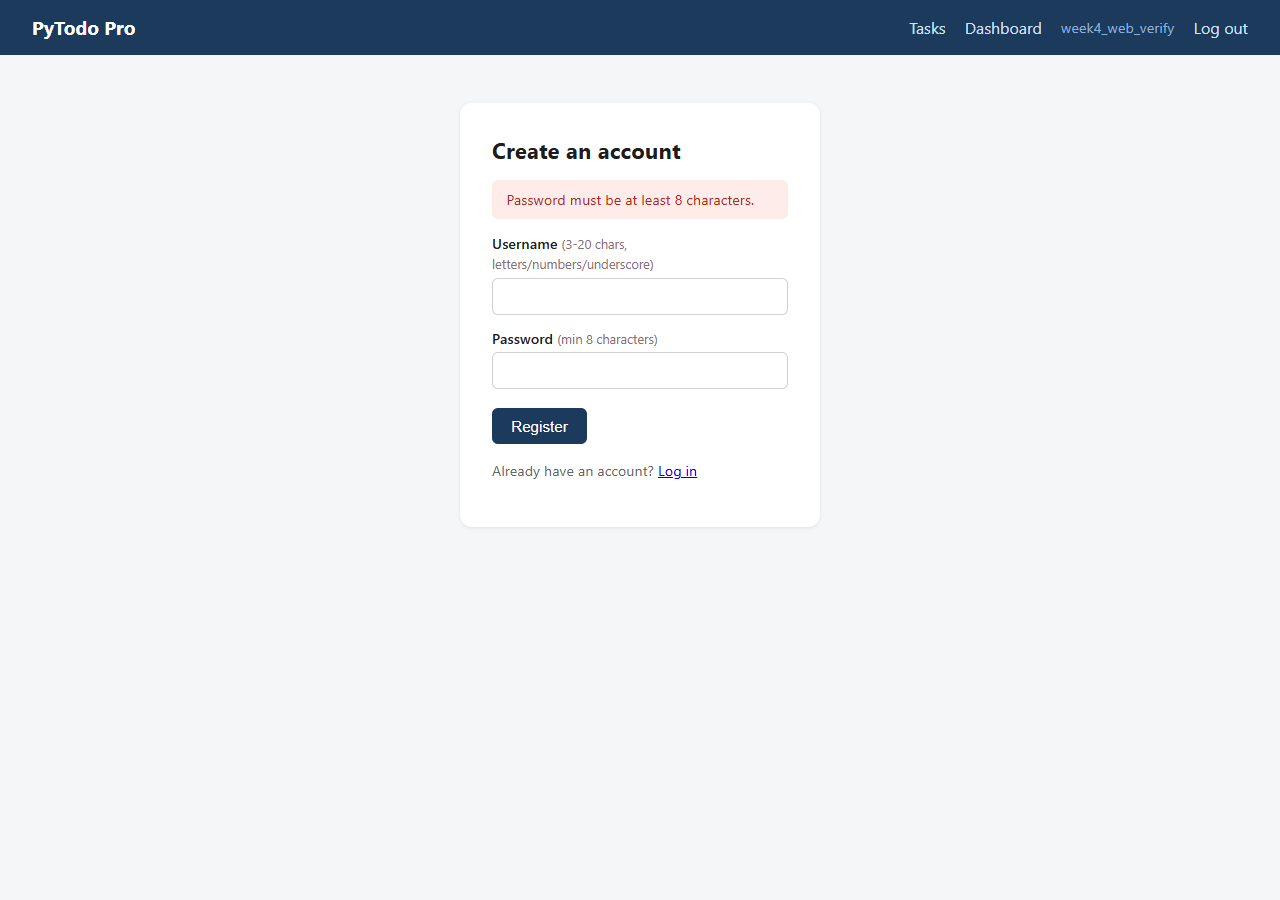 PyTodo Pro
Tasks Dashboard week4_web_verify Log out
Create an account
Password must be at least 8 characters.
Username (3-20 chars,
letters/numbers/underscore)
Password (min 8 characters)
Register
Already have an account? Log in